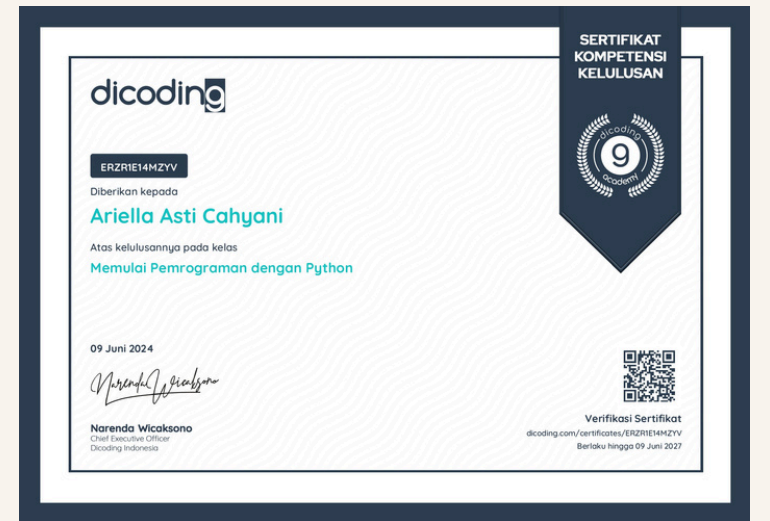 SERTIFIKAT
KOMPETENSI
KELULUSAN
dicoding
9
academy
dicoding
ERZR1E14MZYV
Diberikan kepada
Ariella Asti Cahyani
Atas kelulusannya pada kelas
Memulai Pemrograman dengan Python
09 Juni 2024
Narenda Wicaksono
Narenda Wicaksono
Chief Executive Officer
Dicoding Indonesia
Verifikasi Sertifikat
dicoding.com/certificates/ERZR1E14MZYV
Berlaku hingga 09 Juni 2027